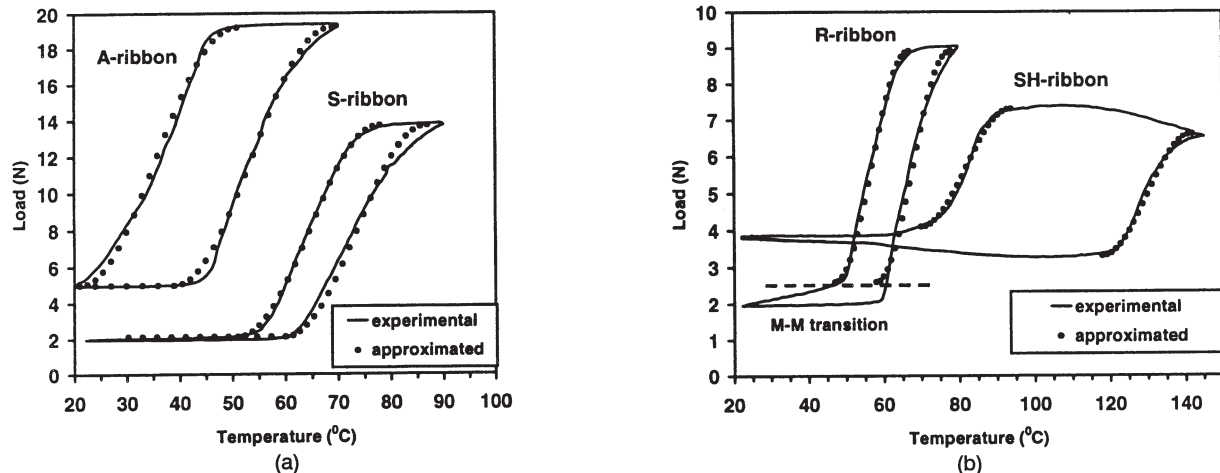 20
18
16
14
12
10
8
6
4
2
0
Load (N)
A-ribbon
S-ribbon
experimental
approximated
20 30 40 50 60 70 80 90 100
Temperature (⁰C)
(a)
10
9
8
7
6
5
4
3
2
1
0
Load (N)
R-ribbon
SH-ribbon
M-M transition
experimental
approximated
20 40 60 80 100 120 140
Temperature (⁰C)
(b)